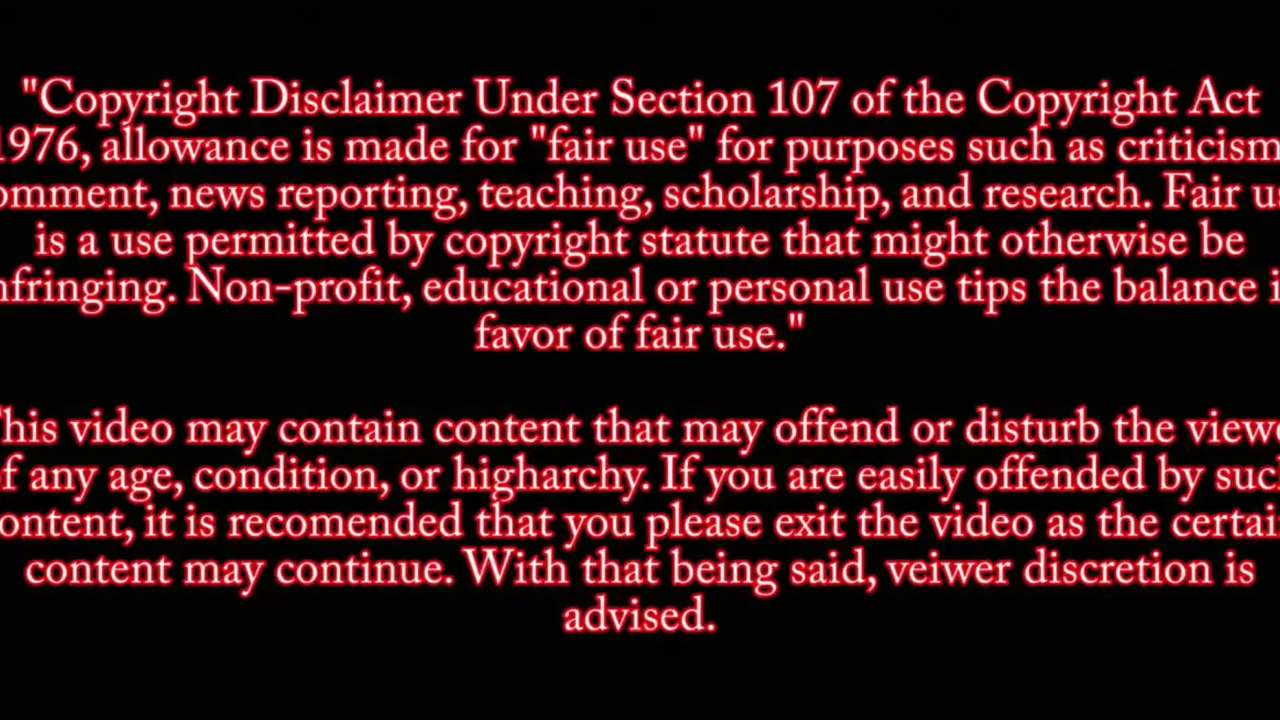 "Copyright Disclaimer Under Section 107 of the Copyright Act
1976, allowance is made for "fair use" for purposes such as criticism
omment, news reporting, teaching, scholarship, and research. Fair u
is a use permitted by copyright statute that might otherwise be
nfringing. Non-profit, educational or personal use tips the balance i
favor of fair use."
This video may contain content that may offend or disturb the viewe
of any age, condition, or higharchy. If you are easily offended by suc
ontent, it is recomended that you please exit the video as the certai
content may continue. With that being said, veiwer discretion is
advised.